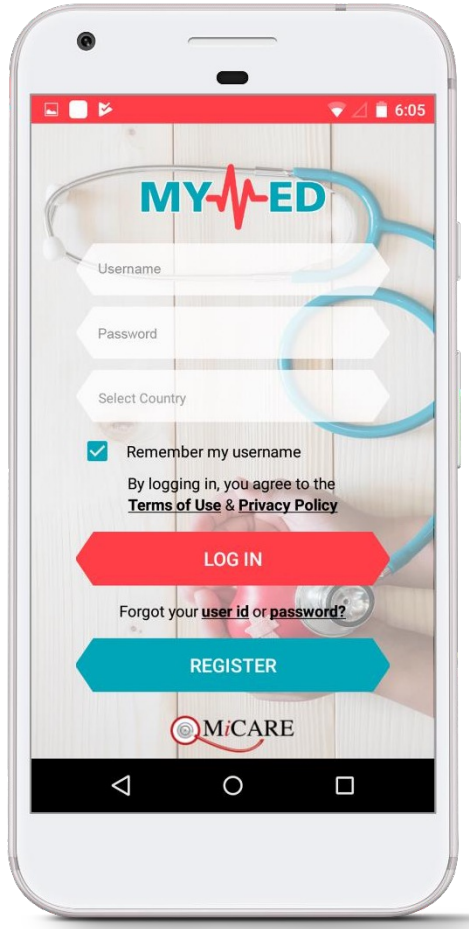 6:05
MYMED
Username
Password
Select Country
Remember my username
By logging in, you agree to the
Terms of Use & Privacy Policy
LOG IN
Forgot your user id or password?
REGISTER
MiCARE